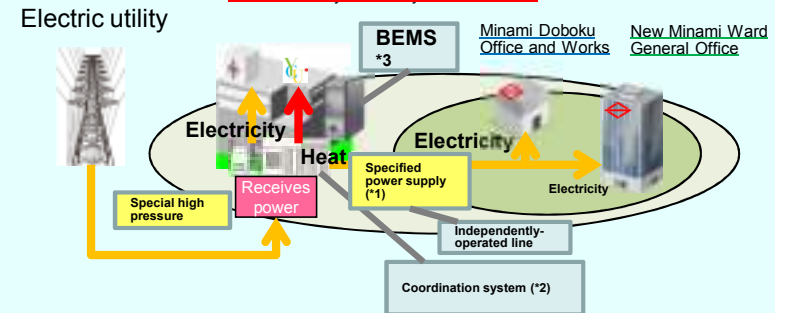 Electric utility
BEMS
*3
Minami Doboku
Office and Works
New Minami Ward
General Office
Electricity
Heat
Electricity
Specified
power supply
(*1)
Electricity
Receives
power
Special high
pressure
Independently-
operated line
Coordination system (*2)